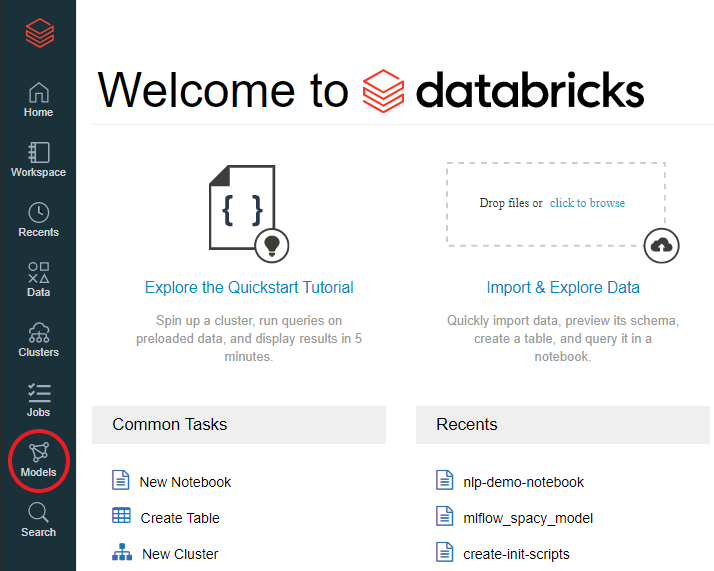 Home
Workspace
Recents
Data
Clusters
Jobs
Models
Search
Welcome to databricks
{ }
Explore the Quickstart Tutorial
Spin up a cluster, run queries on
preloaded data, and display results in 5
minutes.
Drop files or click to browse
Import & Explore Data
Quickly import data, preview its schema,
create a table, and query it in a
notebook.
Common Tasks
New Notebook
Create Table
New Cluster
Recents
nlp-demo-notebook
mlflow_spacy_model
create-init-scripts